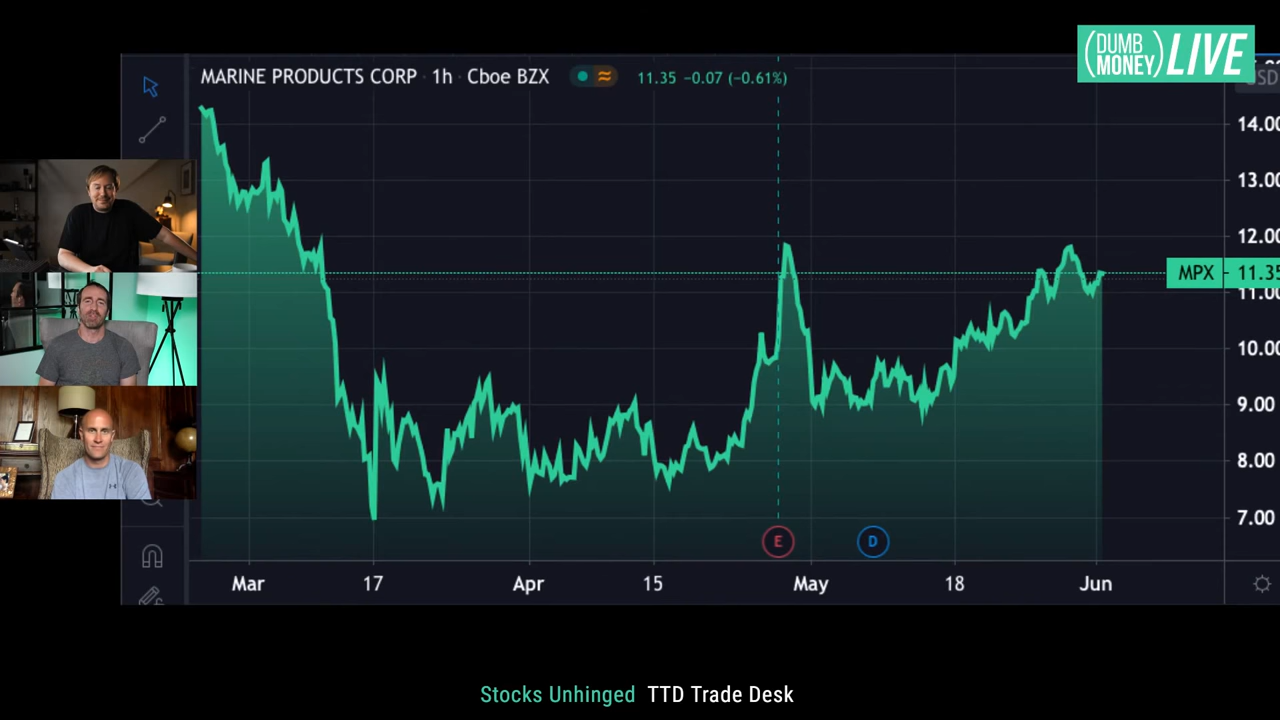 (DUMB MONEY) LIVE
MARINE PRODUCTS CORP · 1h · Cboe BZX 11.35 −0.07 (−0.61%)
USD
14.00
13.00
12.00
MPX 11.35
11.00
10.00
9.00
8.00
7.00
E D
Mar 17 Apr 15 May 18 Jun
Stocks Unhinged TTD Trade Desk